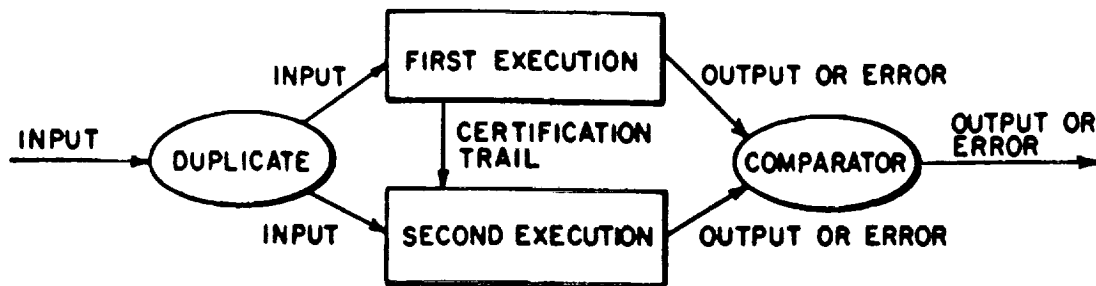 INPUT
DUPLICATE
INPUT
INPUT
FIRST EXECUTION
CERTIFICATION
TRAIL
SECOND EXECUTION
OUTPUT OR ERROR
OUTPUT OR ERROR
COMPARATOR
OUTPUT OR
ERROR